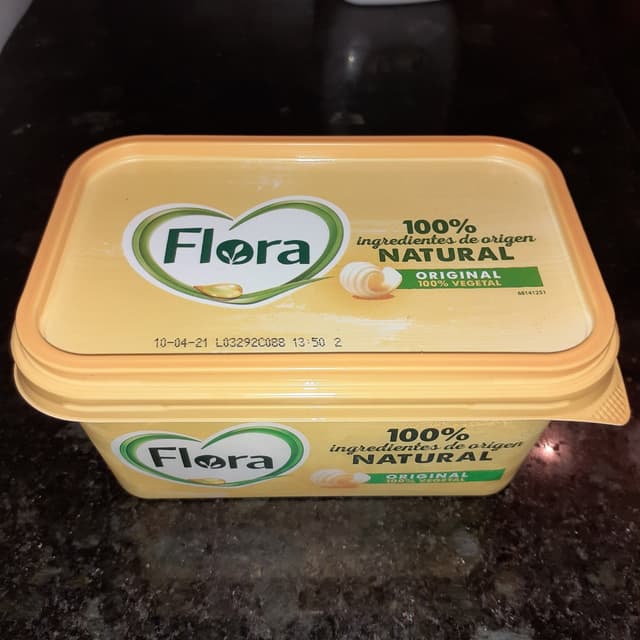 Flora
100%
ingredientes de origen
NATURAL
ORIGINAL
100% VEGETAL
68141251
10-04-21 L03292C088 13:50 2
Flora
100%
ingredientes de origen
NATURAL
ORIGINAL
100% VEGETAL